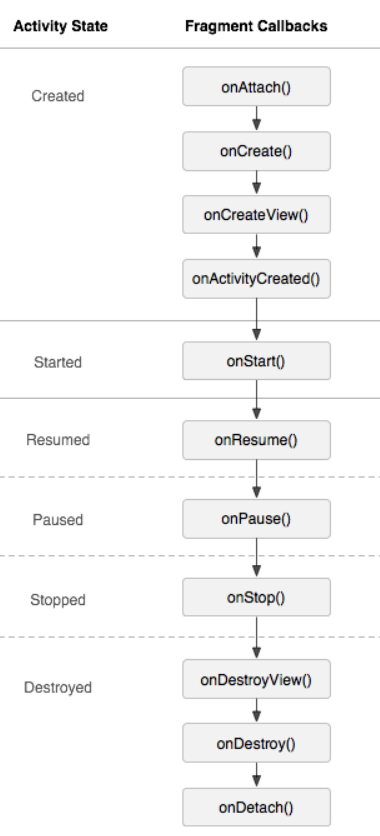 Activity State Fragment Callbacks
Created
onAttach()
onCreate()
onCreateView()
onActivityCreated()
Started
onStart()
Resumed
onResume()
Paused
onPause()
Stopped
onStop()
Destroyed
onDestroyView()
onDestroy()
onDetach()